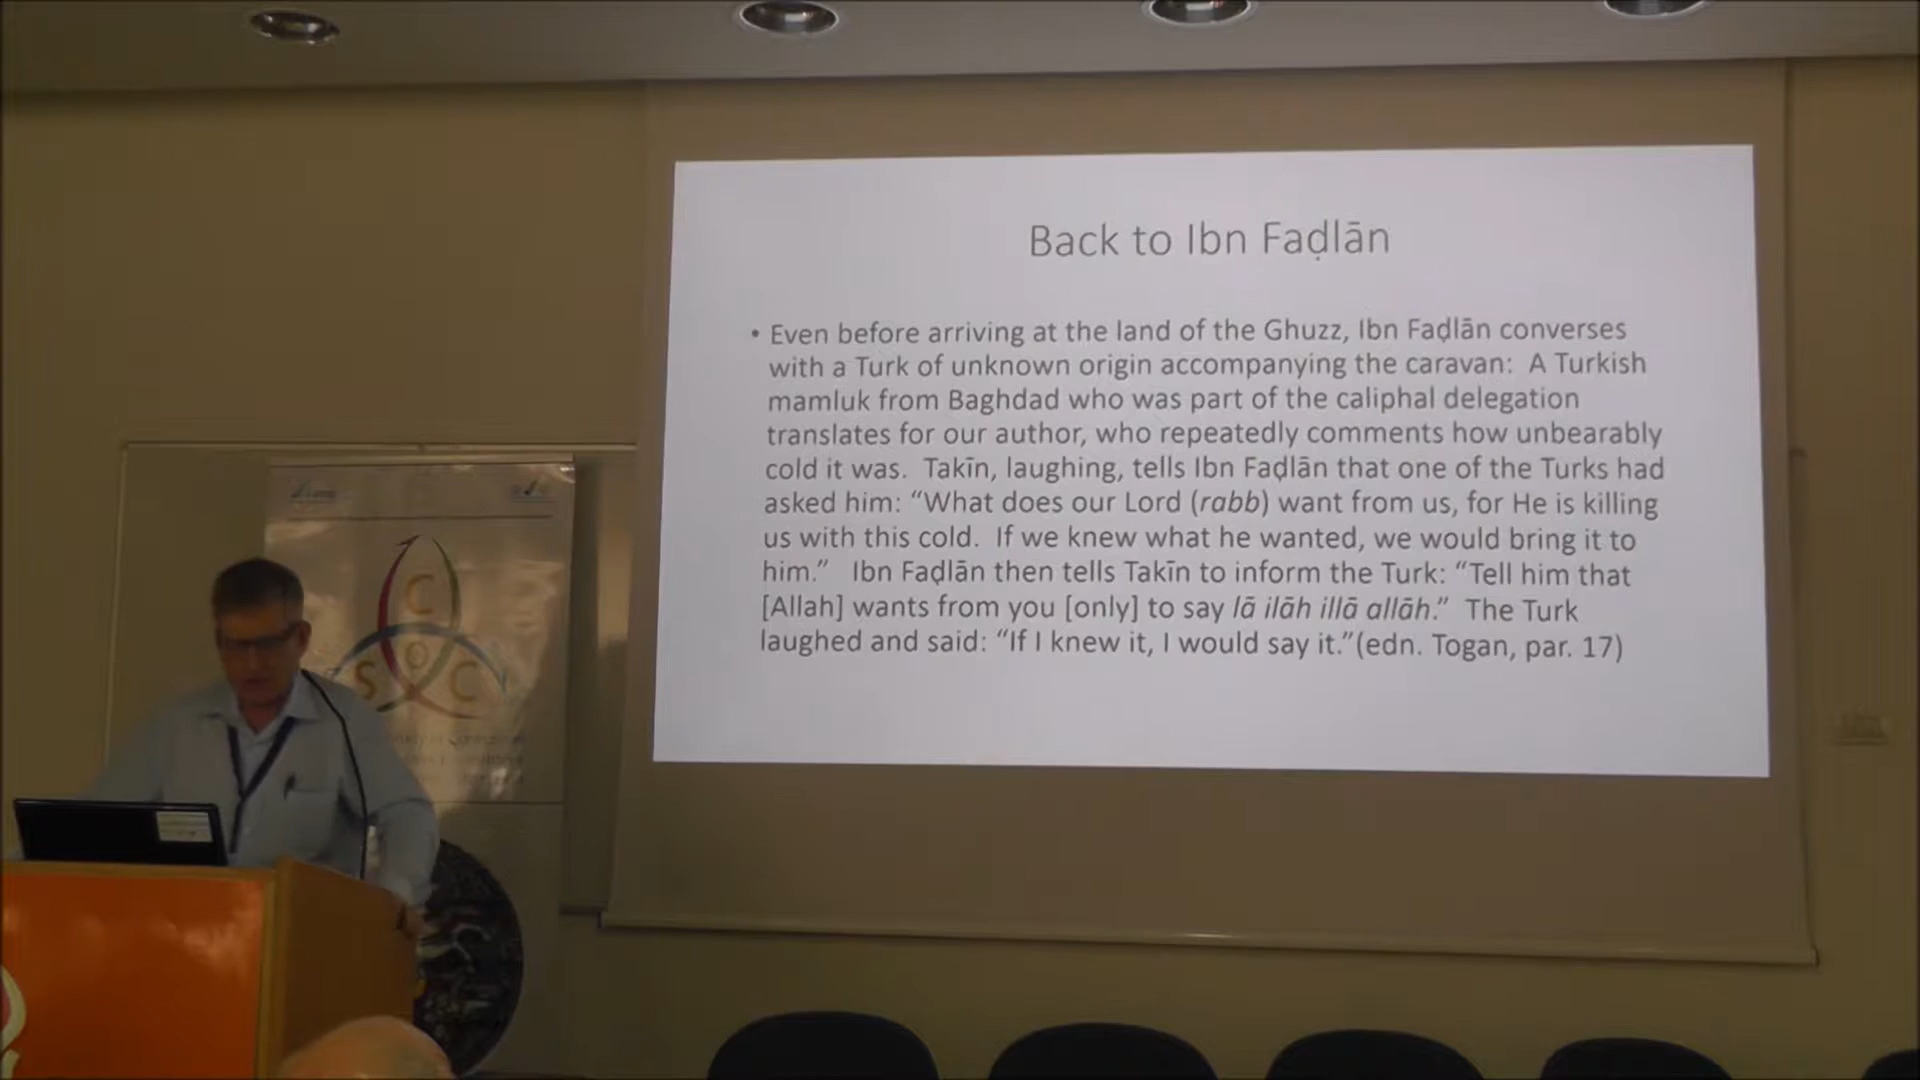 Back to Ibn Faḍlān
• Even before arriving at the land of the Ghuzz, Ibn Faḍlān converses
with a Turk of unknown origin accompanying the caravan: A Turkish
mamluk from Baghdad who was part of the caliphal delegation
translates for our author, who repeatedly comments how unbearably
cold it was. Takīn, laughing, tells Ibn Faḍlān that one of the Turks had
asked him: “What does our Lord (rabb) want from us, for He is killing
us with this cold. If we knew what he wanted, we would bring it to
him.” Ibn Faḍlān then tells Takīn to inform the Turk: “Tell him that
[Allah] wants from you [only] to say lā ilāh illā allāh.” The Turk
laughed and said: “If I knew it, I would say it.”(edn. Togan, par. 17)
C
O
S C